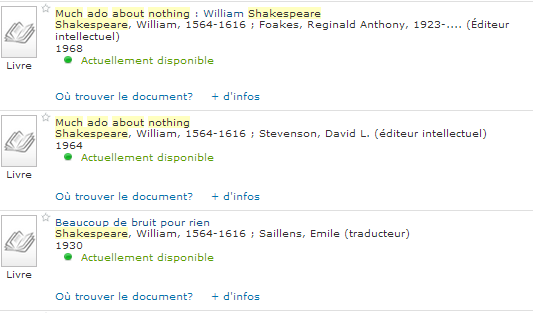 Much ado about nothing : William Shakespeare
Shakespeare, William, 1564-1616 ; Foakes, Reginald Anthony, 1923-.... (Éditeur
intellectuel)
1968
Livre
Actuellement disponible
Où trouver le document? + d'infos
Much ado about nothing
Shakespeare, William, 1564-1616 ; Stevenson, David L. (éditeur intellectuel)
1964
Actuellement disponible
Livre
Où trouver le document? + d'infos
Beaucoup de bruit pour rien
Shakespeare, William, 1564-1616 ; Saillens, Emile (traducteur)
1930
Actuellement disponible
Livre
Où trouver le document? + d'infos